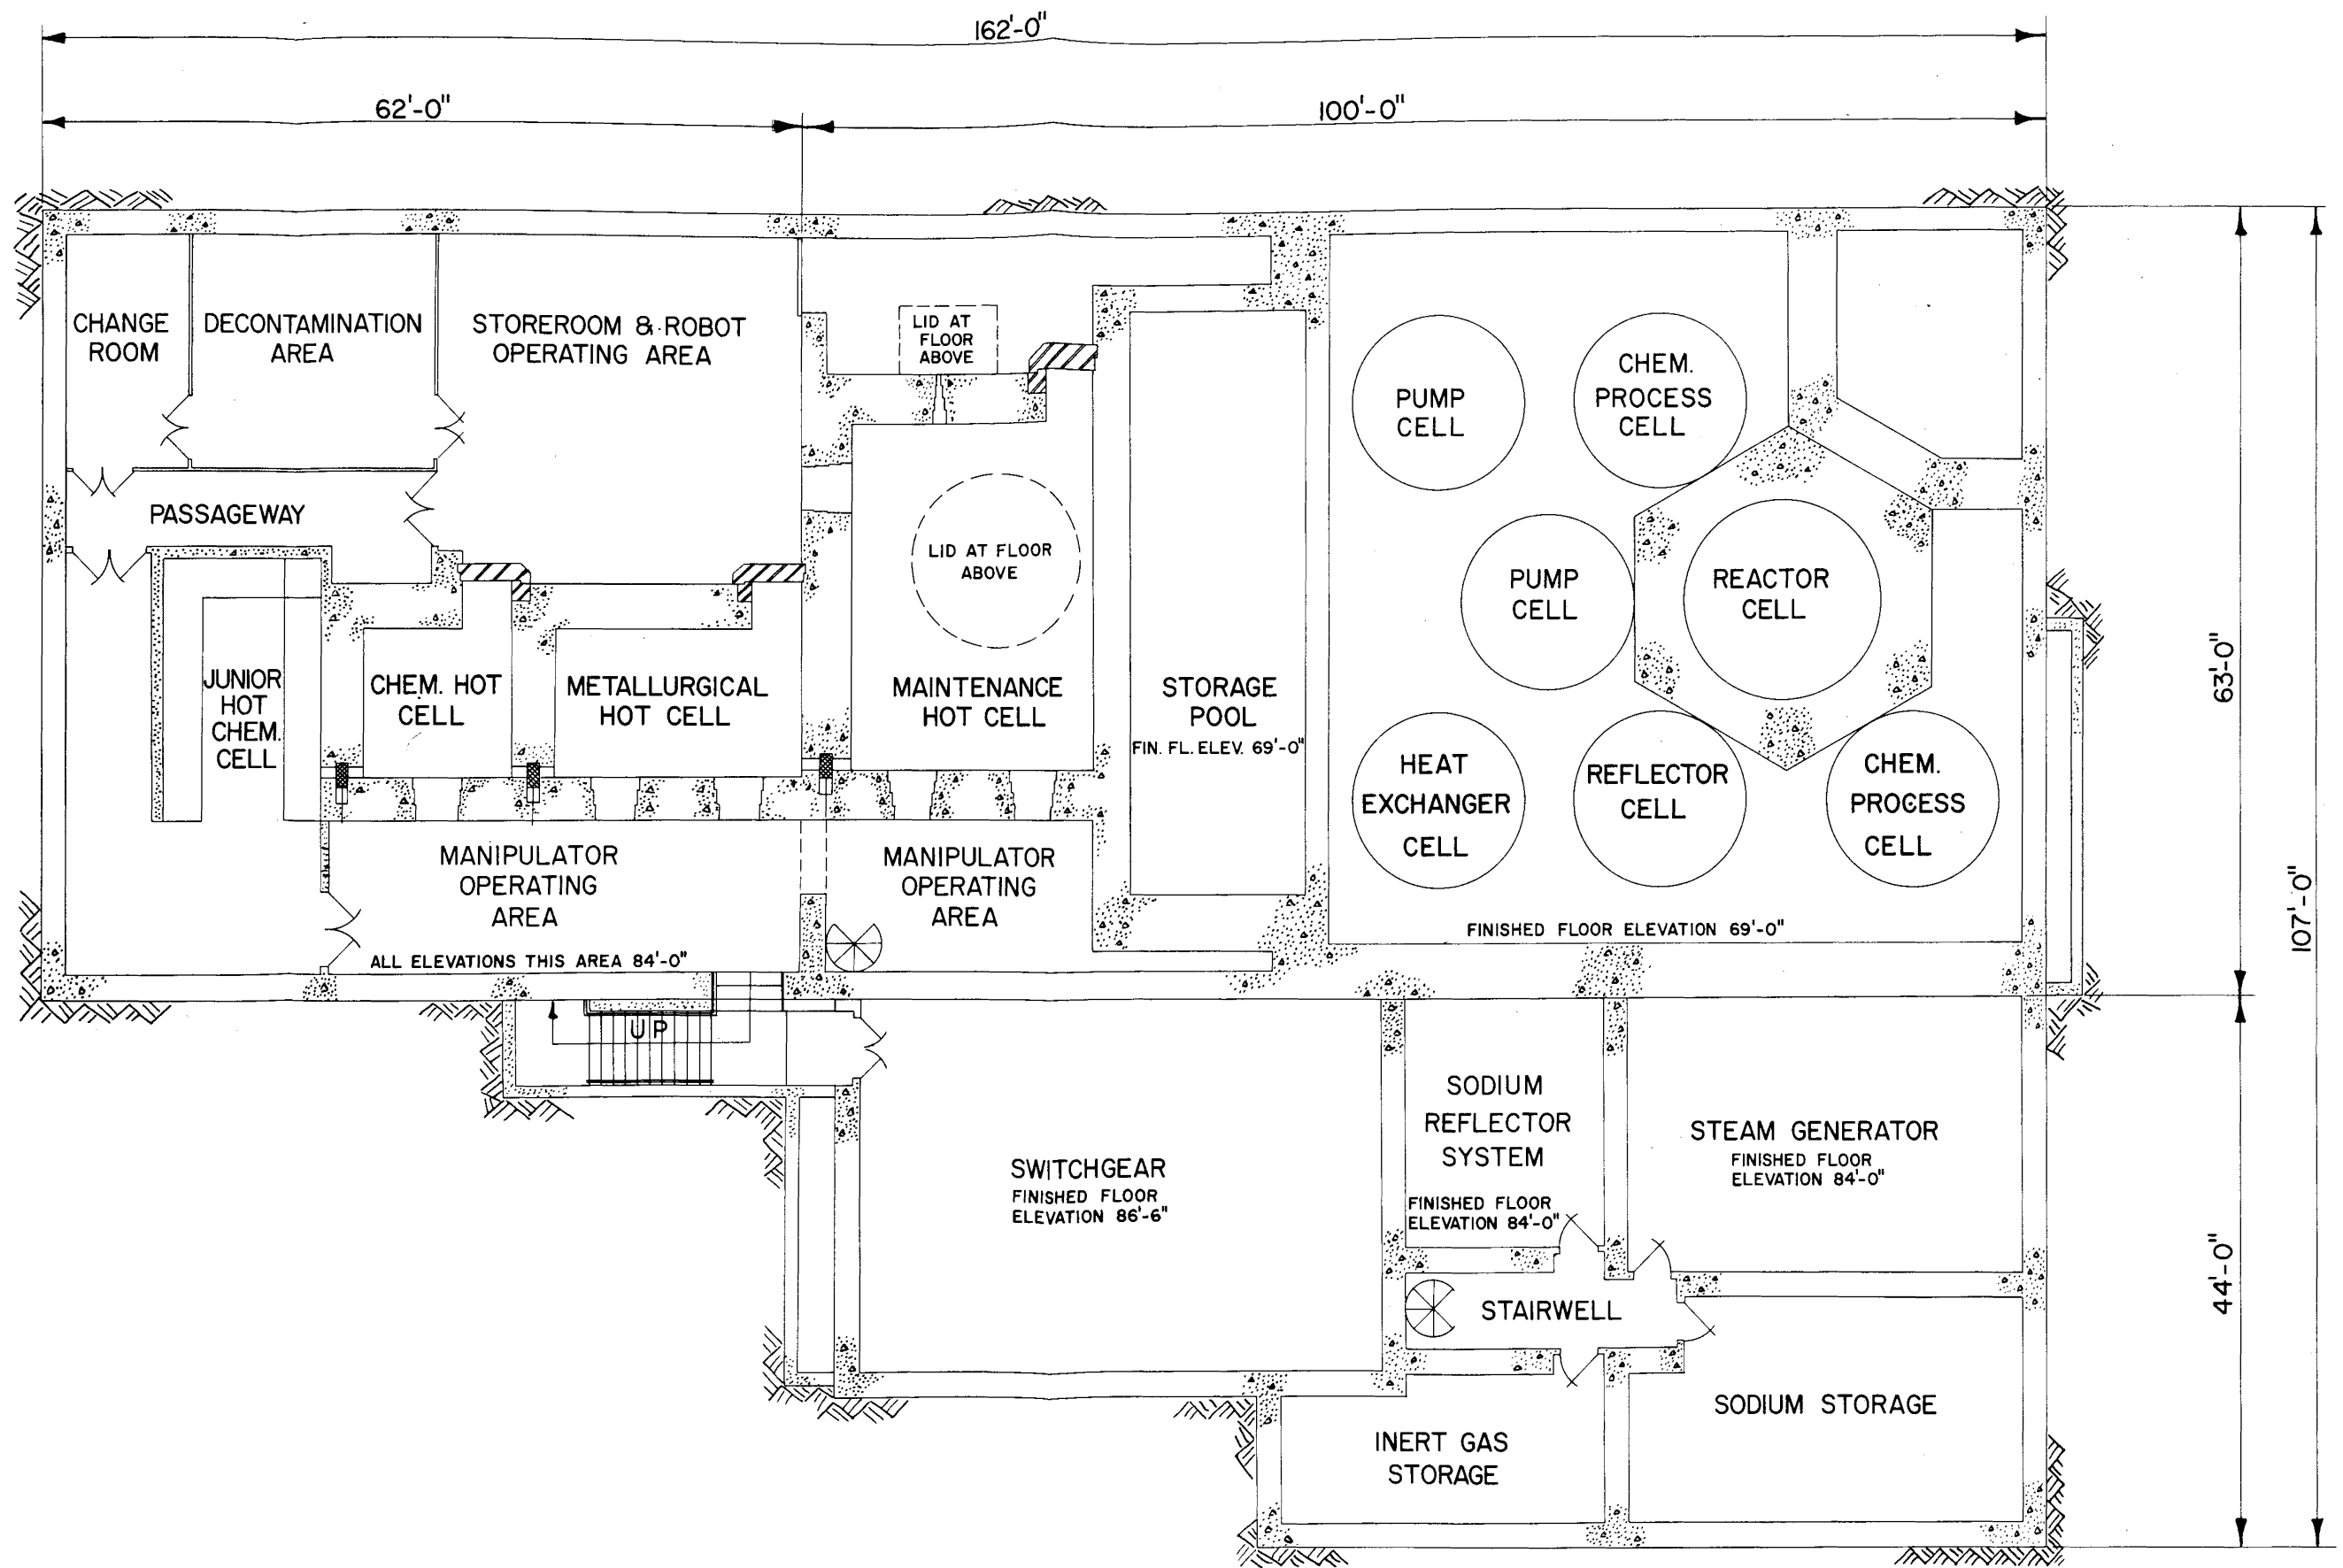 162'-0"
62'-0"
100'-0"
CHANGE
ROOM
DECONTAMINATION
AREA
STOREROOM & ROBOT
OPERATING AREA
LID AT
FLOOR
ABOVE
PUMP
CELL
CHEM.
PROCESS
CELL
PASSAGEWAY
LID AT FLOOR
ABOVE
PUMP
CELL
REACTOR
CELL
JUNIOR
HOT
CHEM.
CELL
CHEM. HOT
CELL
METALLURGICAL
HOT CELL
MAINTENANCE
HOT CELL
STORAGE
POOL
FIN. FL. ELEV. 69'-0"
HEAT
EXCHANGER
CELL
REFLECTOR
CELL
CHEM.
PROCESS
CELL
63'-0"
107'-0"
MANIPULATOR
OPERATING
AREA
MANIPULATOR
OPERATING
AREA
FINISHED FLOOR ELEVATION 69'-0"
ALL ELEVATIONS THIS AREA 84'-0"
UP
SWITCHGEAR
FINISHED FLOOR
ELEVATION 86'-6"
SODIUM
REFLECTOR
SYSTEM
FINISHED FLOOR
ELEVATION 84'-0"
STEAM GENERATOR
FINISHED FLOOR
ELEVATION 84'-0"
44'-0"
STAIRWELL
INERT GAS
STORAGE
SODIUM STORAGE